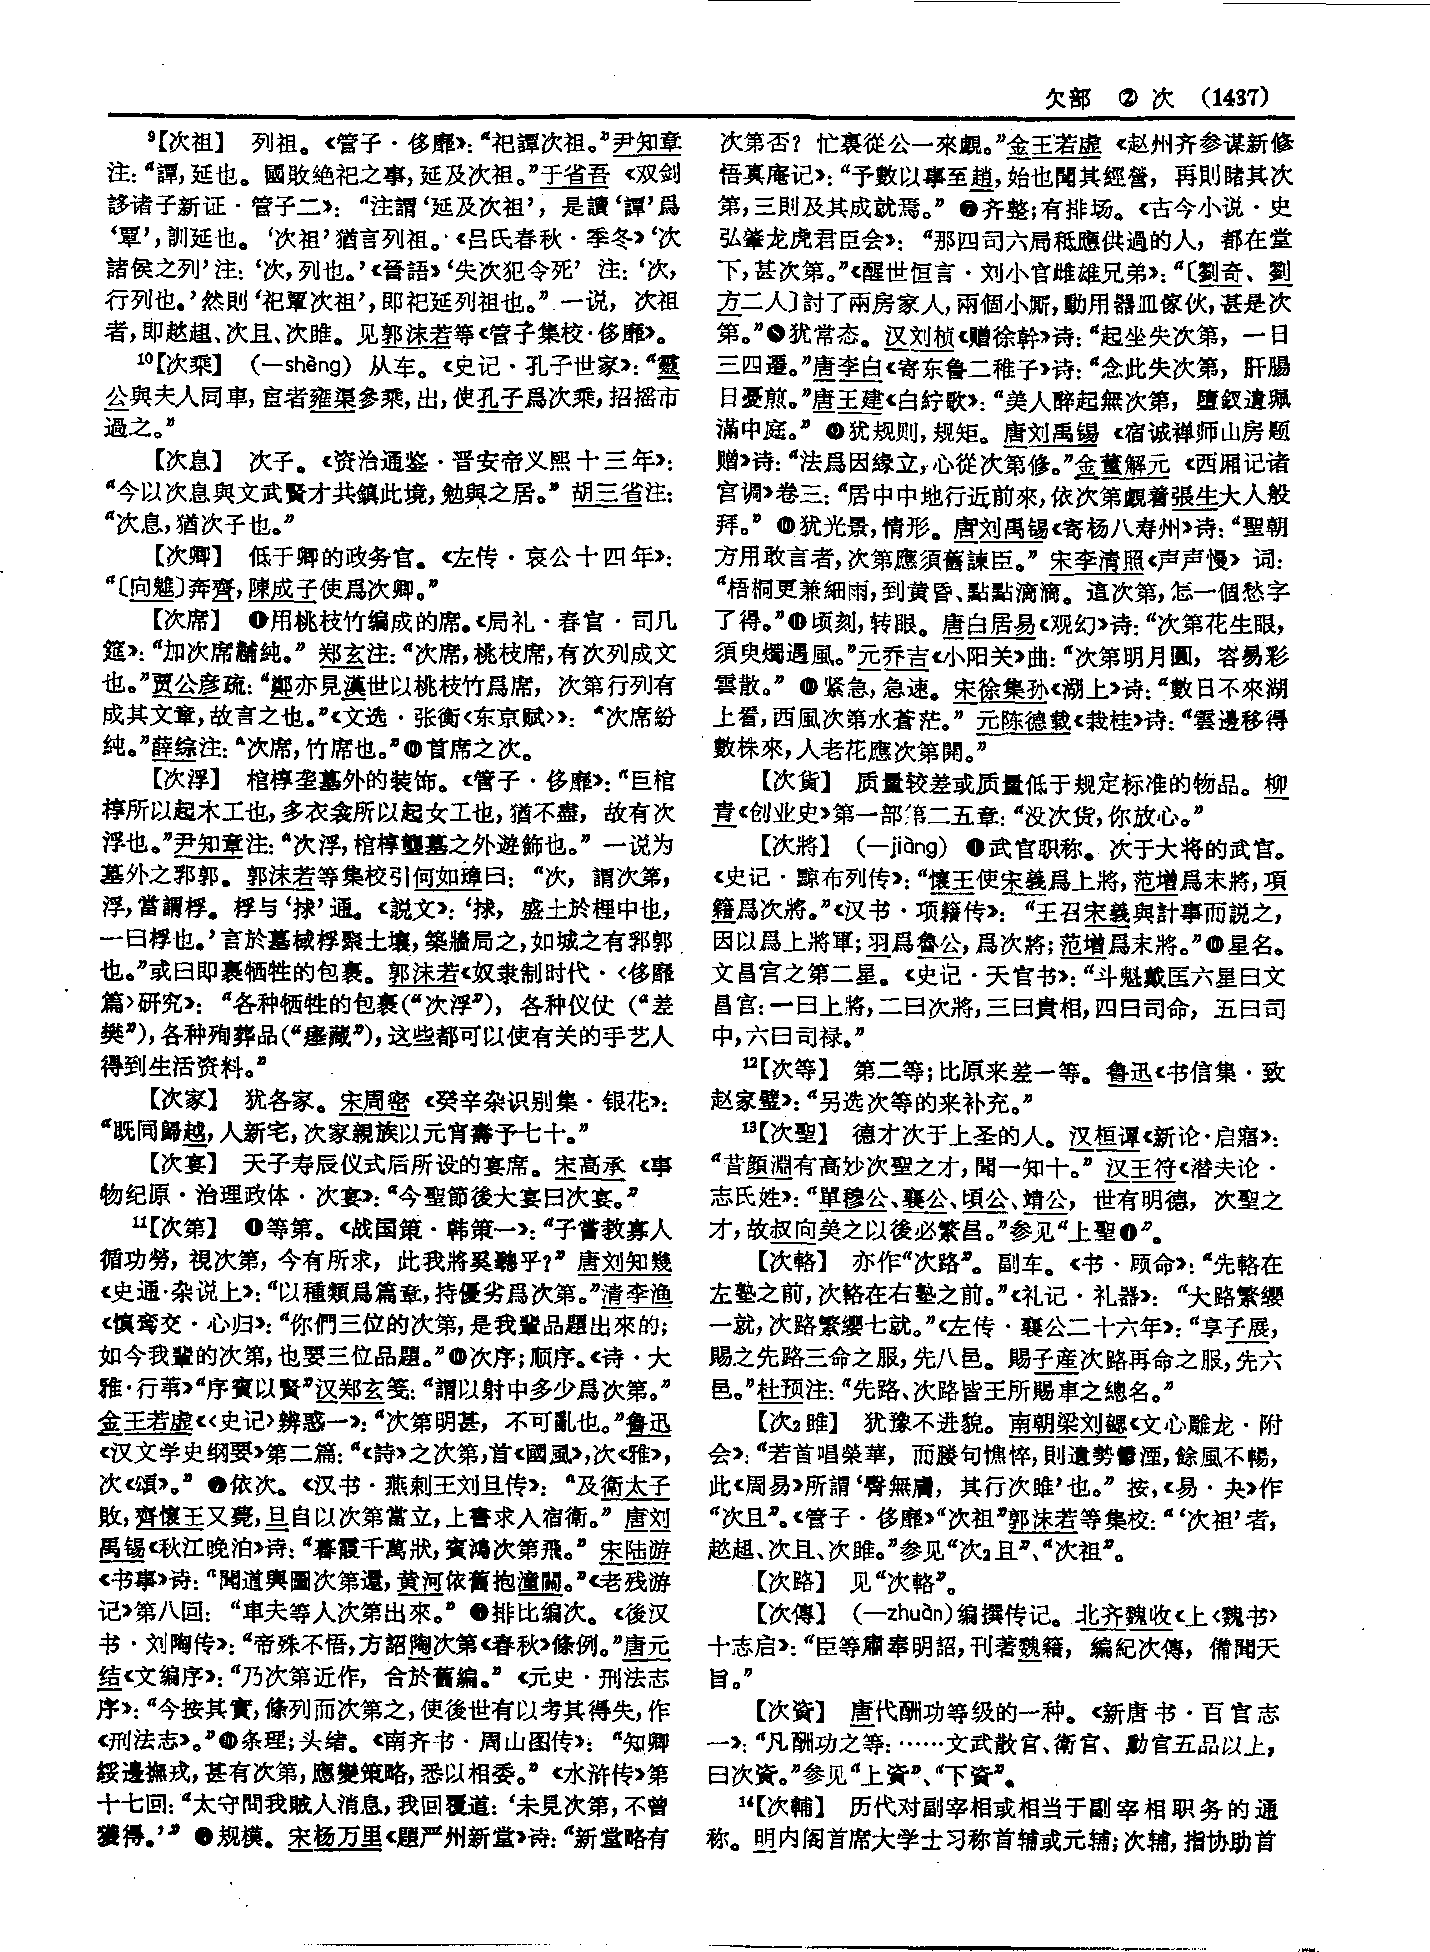 欠部 ② 次 (1437)
⁹【次祖】 列祖。《管子·侈靡》：“祀譚次祖。”尹知章
注：“譚，延也。國敗絶祀之事，延及次祖。”于省吾《双剑
誃诸子新证·管子二》：“注謂‘延及次祖’，是讀‘譚’爲
‘覃’，訓延也。‘次祖’猶言列祖。《吕氏春秋·季冬》‘次
諸侯之列’注：‘次，列也。’《晉語》‘失次犯令死’注：‘次，
行列也。’然則‘祀覃次祖’，即祀延列祖也。”一说，次祖
者，即趑趄、次且、次雎。见郭沫若等《管子集校·侈靡》。
¹⁰【次乘】 (—shèng) 从车。《史记·孔子世家》：“靈
公與夫人同車，宦者雍渠參乘，出，使孔子爲次乘，招摇市
過之。”
【次息】 次子。《资治通鉴·晋安帝义熙十三年》：
“今以次息與文武賢才共鎮此境，勉與之居。”胡三省注：
“次息，猶次子也。”
【次卿】 低于卿的政务官。《左传·哀公十四年》：
“〔向魋〕奔齊，陳成子使爲次卿。”
【次席】 ❶用桃枝竹编成的席。《周礼·春官·司几
筵》：“加次席黼純。”郑玄注：“次席，桃枝席，有次列成文
也。”贾公彦疏：“鄭亦見漢世以桃枝竹爲席，次第行列有
成其文章，故言之也。”《文选·张衡〈东京赋〉》：“次席紛
純。”薛综注：“次席，竹席也。”❷首席之次。
【次浮】 棺椁垄墓外的装饰。《管子·侈靡》：“巨棺
椁所以起木工也，多衣衾所以起女工也，猶不盡，故有次
浮也。”尹知章注：“次浮，棺椁壟墓之外遊飾也。”一说为
墓外之郛郭。郭沫若等集校引何如璋曰：“次，謂次第，
浮，當謂桴。桴与‘捄’通。《説文》：‘捄，盛土於梩中也，
一曰桴也。’言於墓域桴聚土壤，築牆局之，如城之有郛郭
也。”或曰即裹牺牲的包裹。郭沫若《奴隶制时代·〈侈靡
篇〉研究》：“各种牺牲的包裹（“次浮”），各种仪仗（“差
樊”），各种殉葬品（“瘗藏”），这些都可以使有关的手艺人
得到生活资料。”
【次家】 犹各家。宋周密《癸辛杂识别集·银花》：
“既同歸越，人新宅，次家親族以元宵壽予七十。”
【次宴】 天子寿辰仪式后所设的宴席。宋高承《事
物纪原·治理政体·次宴》：“今聖節後大宴曰次宴。”
¹¹【次第】 ❶等第。《战国策·韩策一》：“子嘗教寡人
循功勞，視次第，今有所求，此我將奚聽乎？”唐刘知幾
《史通·杂说上》：“以種類爲篇章，持優劣爲次第。”清李渔
《慎鸾交·心归》：“你們三位的次第，是我輩品題出來的；
如今我輩的次第，也要三位品題。”❷次序；顺序。《诗·大
雅·行苇》“序賓以賢”汉郑玄笺：“謂以射中多少爲次第。”
金王若虚《〈史记〉辨惑一》：“次第明甚，不可亂也。”鲁迅
《汉文学史纲要》第二篇：“《詩》之次第，首《國風》，次《雅》，
次《頌》。”❸依次。《汉书·燕剌王刘旦传》：“及衛太子
敗，齊懷王又薨，旦自以次第當立，上書求入宿衛。”唐刘
禹锡《秋江晚泊》诗：“暮霞千萬狀，賓鴻次第飛。”宋陆游
《书事》诗：“聞道輿圖次第還，黄河依舊抱潼關。”《老残游
记》第八回：“車夫等人次第出來。”❹排比编次。《後汉
书·刘陶传》：“帝殊不悟，方詔陶次第《春秋》條例。”唐元
结《文编序》：“乃次第近作，合於舊編。”《元史·刑法志
序》：“今按其實，條列而次第之，使後世有以考其得失，作
《刑法志》。”❺条理；头绪。《南齐书·周山图传》：“知卿
綏邊撫戎，甚有次第，應變策略，悉以相委。”《水浒传》第
十七回：“太守問我賊人消息，我回覆道：‘未見次第，不曾
獲得。’”❻规模。宋杨万里《題严州新堂》诗：“新堂略有
次第否？忙裏從公一來覷。”金王若虚《赵州齐参谋新修
悟真庵记》：“予數以事至趙，始也聞其經營，再則睹其次
第，三則及其成就焉。”❼齐整；有排场。《古今小说·史
弘肇龙虎君臣会》：“那四司六局秪應供過的人，都在堂
下，甚次第。”《醒世恒言·刘小官雌雄兄弟》：“〔劉奇、劉
方二人〕討了兩房家人，兩個小厮，動用器皿傢伙，甚是次
第。”❽犹常态。汉刘桢《赠徐幹》诗：“起坐失次第，一日
三四遷。”唐李白《寄东鲁二稚子》诗：“念此失次第，肝腸
日憂煎。”唐王建《白紵歌》：“美人醉起無次第，墮釵遺珮
滿中庭。”❾犹规则，规矩。唐刘禹锡《宿诚禅师山房题
赠》诗：“法爲因緣立，心從次第修。”金董解元《西厢记诸
宫调》卷三：“居中中地行近前來，依次第覷着張生大人般
拜。”❿犹光景，情形。唐刘禹锡《寄杨八寿州》诗：“聖朝
方用敢言者，次第應須舊諫臣。”宋李清照《声声慢》词：
“梧桐更兼細雨，到黄昏、點點滴滴。這次第，怎一個愁字
了得。”⓫顷刻，转眼。唐白居易《观幻》诗：“次第花生眼，
須臾燭過風。”元乔吉《小阳关》曲：“次第明月圓，容易彩
雲散。”⓬紧急，急速。宋徐集孙《湖上》诗：“數日不來湖
上看，西風次第水蒼茫。”元陈德载《栽桂》诗：“雲邊移得
數株來，人老花應次第開。”
【次貨】 质量较差或质量低于规定标准的物品。柳
青《创业史》第一部第二五章：“没次货，你放心。”
【次將】 (—jiàng) ❶武官职称。次于大将的武官。
《史记·黥布列传》：“懷王使宋義爲上將，范增爲末將，項
籍爲次將。”《汉书·项籍传》：“王召宋義與計事而説之，
因以爲上將軍；羽爲魯公，爲次將；范增爲末將。”❷星名。
文昌宫之第二星。《史记·天官书》：“斗魁戴匡六星曰文
昌宫：一曰上將，二曰次將，三曰貴相，四曰司命，五曰司
中，六曰司禄。”
¹²【次等】 第二等；比原来差一等。鲁迅《书信集·致
赵家璧》：“另选次等的来补充。”
¹³【次聖】 德才次于上圣的人。汉桓谭《新论·启寤》：
“昔顔淵有高妙次聖之才，聞一知十。”汉王符《潜夫论·
志氏姓》：“單穆公、襄公、頃公、靖公，世有明德，次聖之
才，故叔向美之以後必繁昌。”参见“上聖❶”。
【次輅】 亦作“次路”。副车。《书·顾命》：“先輅在
左塾之前，次輅在右塾之前。”《礼记·礼器》：“大路繁纓
一就，次路繁纓七就。”《左传·襄公二十六年》：“享子展，
賜之先路三命之服，先八邑。賜子産次路再命之服，先六
邑。”杜预注：“先路、次路皆王所賜車之總名。”
【次₂雎】 犹豫不进貌。南朝梁刘勰《文心雕龙·附
会》：“若首唱榮華，而媵句憔悴，則遺勢鬱湮，餘風不暢，
此《周易》所謂‘臀無膚，其行次雎’也。”按，《易·夬》作
“次且”。《管子·侈靡》“次祖”郭沫若等集校：“‘次祖’者，
趑趄、次且、次雎。”参见“次₂且”、“次祖”。
【次路】 见“次輅”。
【次傳】 (—zhuàn)编撰传记。北齐魏收《上〈魏书〉
十志启》：“臣等肅奉明詔，刊著魏籍，編紀次傳，備聞天
旨。”
【次資】 唐代酬功等级的一种。《新唐书·百官志
一》：“凡酬功之等：……文武散官、衛官、勳官五品以上，
曰次資。”参见“上資”、“下資”。
¹⁴【次輔】 历代对副宰相或相当于副宰相职务的通
称。明内阁首席大学士习称首辅或元辅；次辅，指协助首